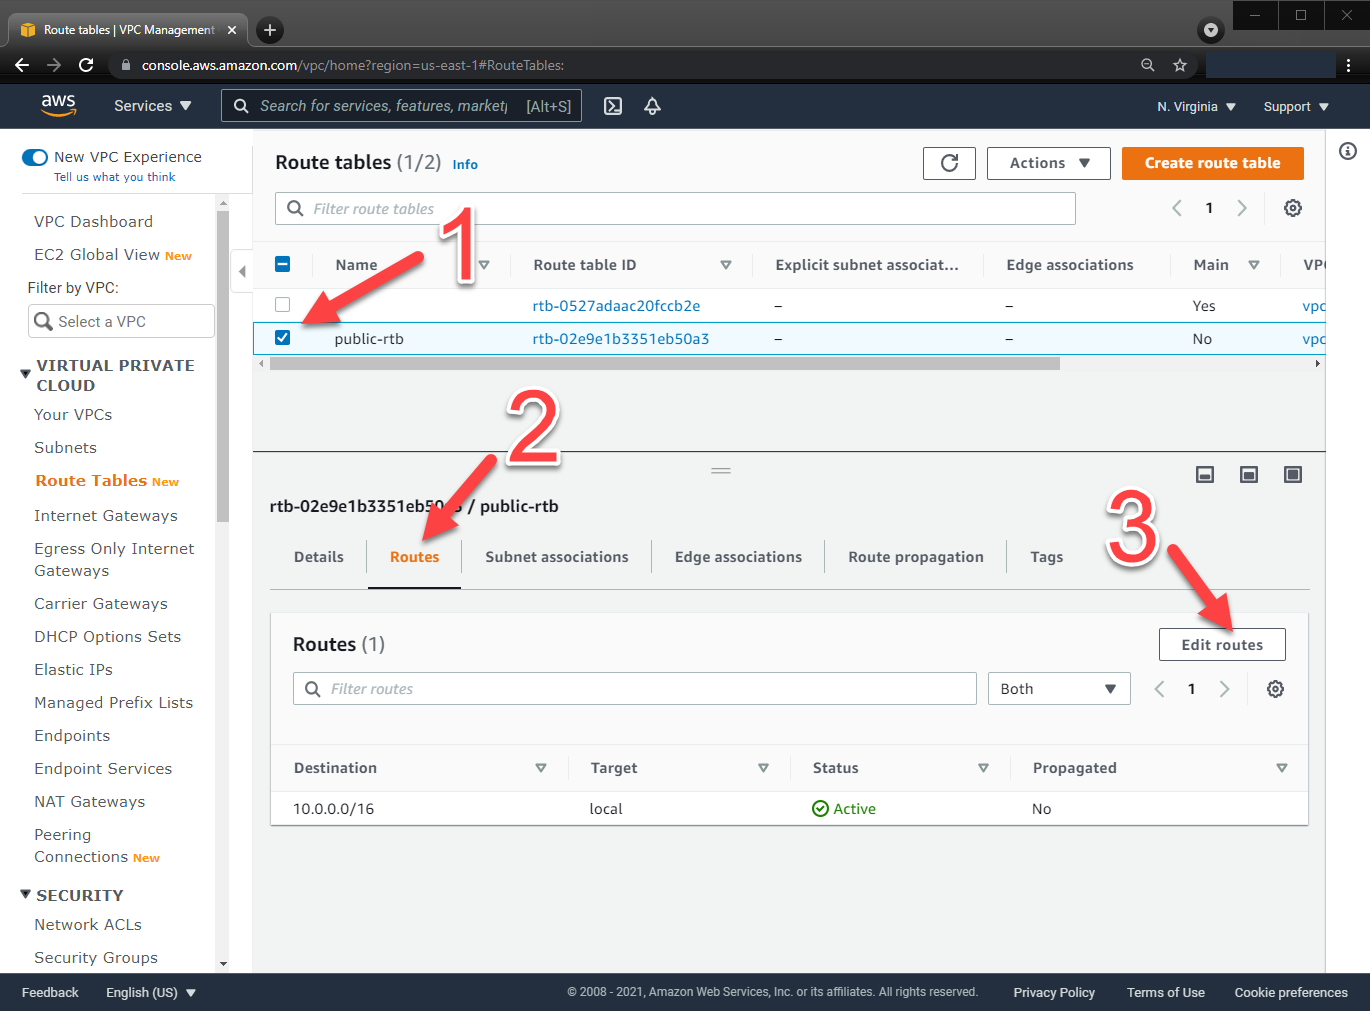 Route tables | VPC Management
console.aws.amazon.com/vpc/home?region=us-east-1#RouteTables:
aws
Services
Search for services, features, market
[Alt+S]
N. Virginia
Support
New VPC Experience
Tell us what you think
VPC Dashboard
EC2 Global View New
Filter by VPC:
Select a VPC
VIRTUAL PRIVATE
CLOUD
Your VPCs
Subnets
Route Tables New
Internet Gateways
Egress Only Internet
Gateways
Carrier Gateways
DHCP Options Sets
Elastic IPs
Managed Prefix Lists
Endpoints
Endpoint Services
NAT Gateways
Peering
Connections New
SECURITY
Network ACLs
Security Groups
Route tables (1/2) Info
Actions
Create route table
Filter route tables
1
1
Name Route table ID Explicit subnet associat... Edge associations Main VPC
rtb-0527adaac20fccb2e – – Yes vpc
public-rtb rtb-02e9e1b3351eb50a3 – – No vpc
2
rtb-02e9e1b3351eb50a3 / public-rtb
3
Details Routes Subnet associations Edge associations Route propagation Tags
Routes (1)
Edit routes
Filter routes
Both
1
Destination Target Status Propagated
10.0.0.0/16 local Active No
Feedback English (US) © 2008 - 2021, Amazon Web Services, Inc. or its affiliates. All rights reserved. Privacy Policy Terms of Use Cookie preferences